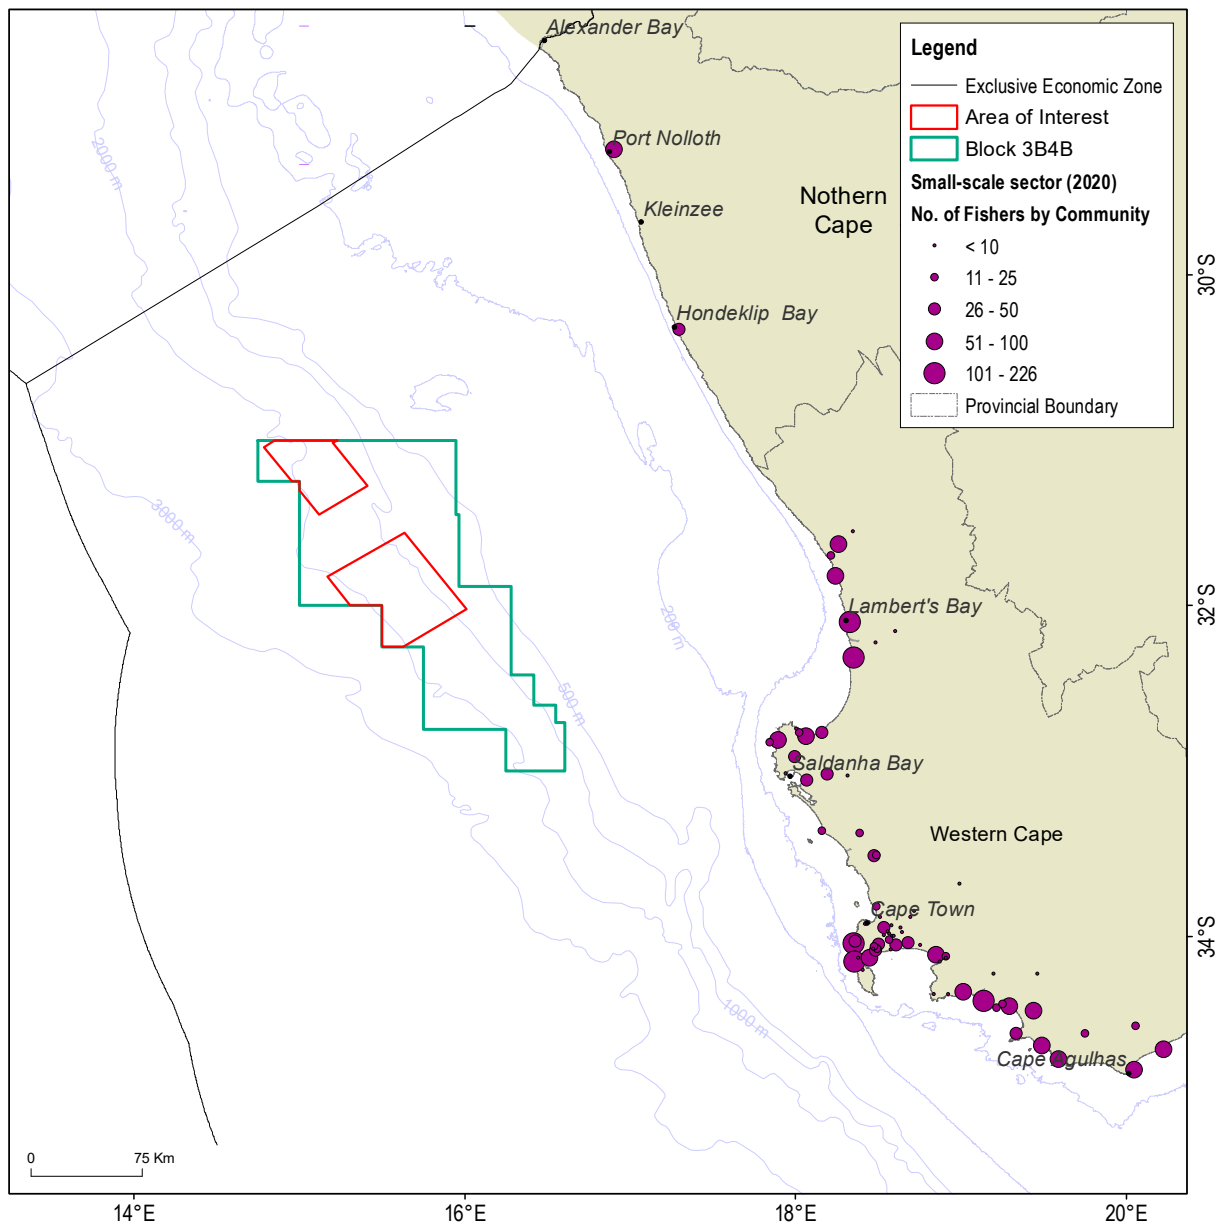 Alexander Bay
Port Nolloth
Kleinzee
Hondeklip Bay
Nothern
Cape
Legend
Exclusive Economic Zone
Area of Interest
Block 3B4B
Small-scale sector (2020)
No. of Fishers by Community
< 10
11 - 25
26 - 50
51 - 100
101 - 226
Provincial Boundary
2000 m
3000 m
200 m
500 m
1000 m
Lambert's Bay
Saldanha Bay
Western Cape
Cape Town
Cape Agulhas
30°S
32°S
34°S
0 75 Km
14°E 16°E 18°E 20°E